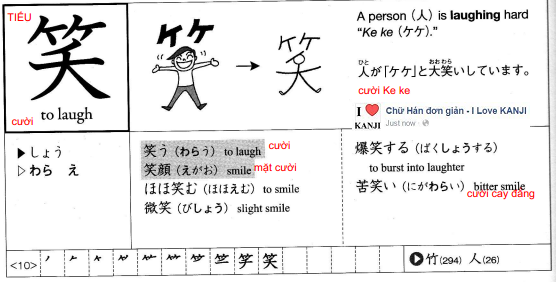 TIẾU
笑
to laugh
cười
ケケ
ケケ
A person (人) is laughing hard
“Ke ke (ケケ).”
人が「ケケ」と大笑いしています。
ひと おおわら
cười Ke ke
I ❤ KANJI
Chữ Hán đơn giản - I Love KANJI
Just now
▶しょう
▷わら え
笑う(わらう) to laugh cười
笑顔(えがお) smile mặt cười
ほほ笑む(ほほえむ) to smile
微笑(びしょう) slight smile
爆笑する(ばくしょうする)
to burst into laughter
苦笑い(にがわらい) bitter smile
cười cay đắng
<10>
笑
竹(294) 人(26)